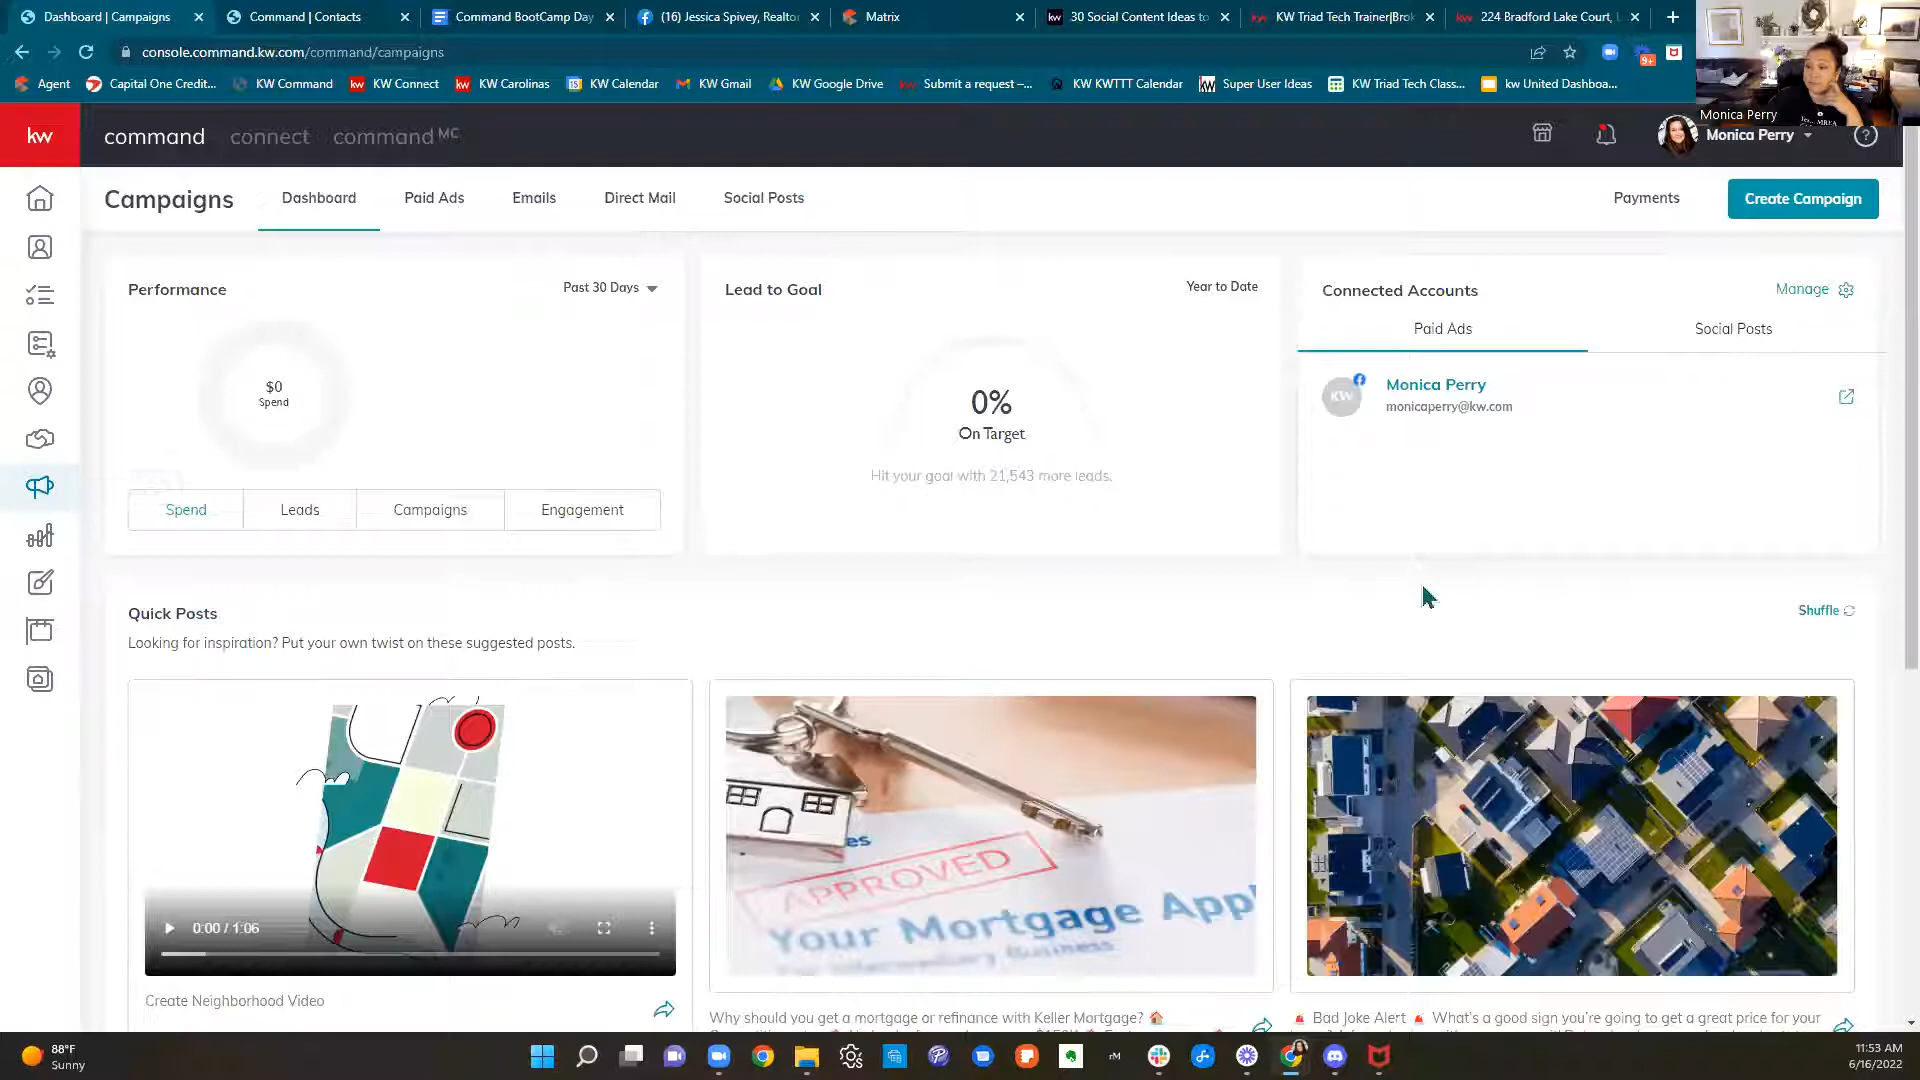 Dashboard | Campaigns
Command | Contacts
Command BootCamp Day
(16) Jessica Spivey, Realtor
Matrix
30 Social Content Ideas to
KW Triad Tech Trainer|Brok
224 Bradford Lake Court, L
console.command.kw.com/command/campaigns
9+
Agent
Capital One Credit...
KW Command
KW Connect
KW Carolinas
KW Calendar
KW Gmail
KW Google Drive
Submit a request –...
KW KWTTT Calendar
Super User Ideas
KW Triad Tech Class...
kw United Dashboa...
Monica Perry
kw
command
connect
command MC
Monica Perry
Campaigns
Dashboard
Paid Ads
Emails
Direct Mail
Social Posts
Payments
Create Campaign
Performance
Past 30 Days
$0
Spend
Spend
Leads
Campaigns
Engagement
Lead to Goal
Year to Date
0%
On Target
Hit your goal with 21,543 more leads.
Connected Accounts
Manage
Paid Ads
Social Posts
KW
Monica Perry
monicaperry@kw.com
Quick Posts
Shuffle
Looking for inspiration? Put your own twist on these suggested posts.
0:00 / 1:06
Create Neighborhood Video
APPROVED
Your Mortgage Appl
Business
Why should you get a mortgage or refinance with Keller Mortgage?
Bad Joke Alert
What's a good sign you're going to get a great price for your
88°F
Sunny
rM
11:53 AM
6/16/2022